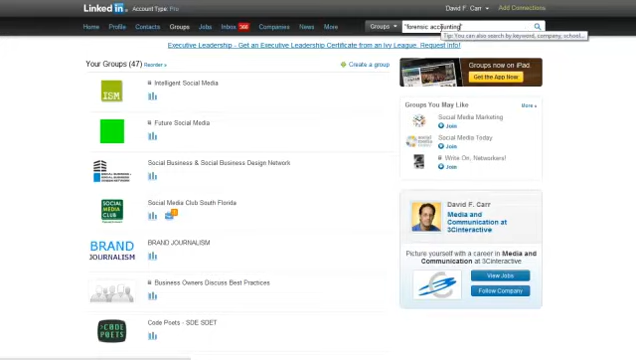 Linked in Account Type: Pro David F. Carr Add Connections
Home Profile Contacts Groups Jobs Inbox Companies News More Groups "forensic accounting"
Tip: You can also search by keyword, company, school...
Executive Leadership - Get an Executive Leadership Certificate from an Ivy League. Request Info!
Your Groups (47) Reorder » Create a group
ISM Intelligent Social Media
Future Social Media
Social Business & Social Business Design Network
SOCIAL MEDIA CLUB Social Media Club South Florida
BRAND JOURNALISM BRAND JOURNALISM
Business Owners Discuss Best Practices
>CODE POETS Code Poets - SDE SDET
Groups now on iPad.
Get the App Now
Groups You May Like More »
Social Media Marketing
Join
Social Media Today
Join
Write On, Networkers!
Join
David F. Carr
Media and
Communication at
3Cinteractive
Picture yourself with a career in Media and
Communication at 3Cinteractive
View Jobs
Follow Company